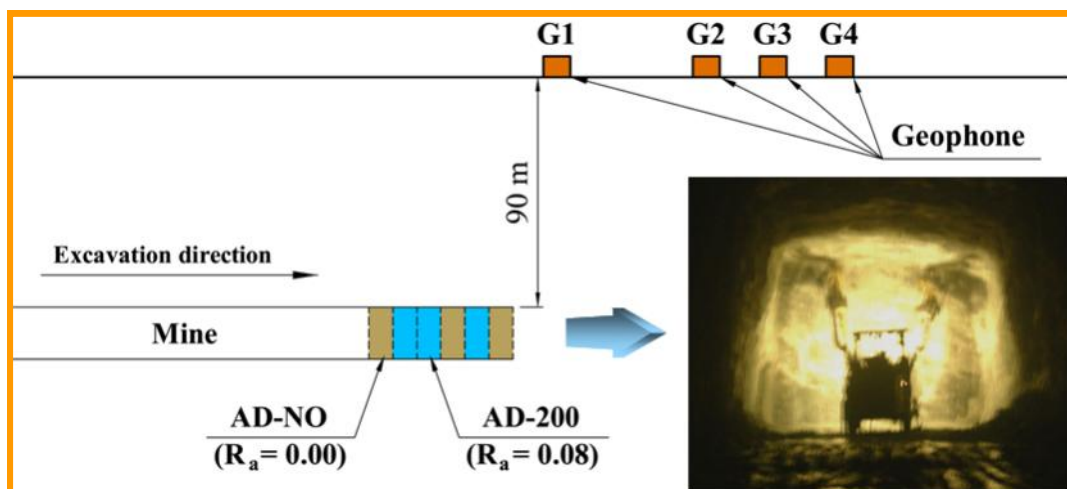 G1 G2 G3 G4
Geophone
90 m
Excavation direction
Mine
AD-NO AD-200
(Ra= 0.00) (Ra= 0.08)